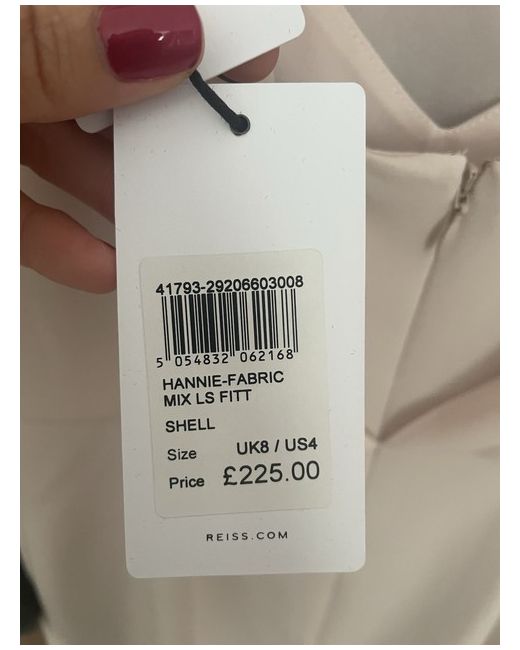 41793-29206603008
5 054832 062168
HANNIE-FABRIC
MIX LS FITT
SHELL
Size UK8 / US4
Price £225.00
REISS.COM